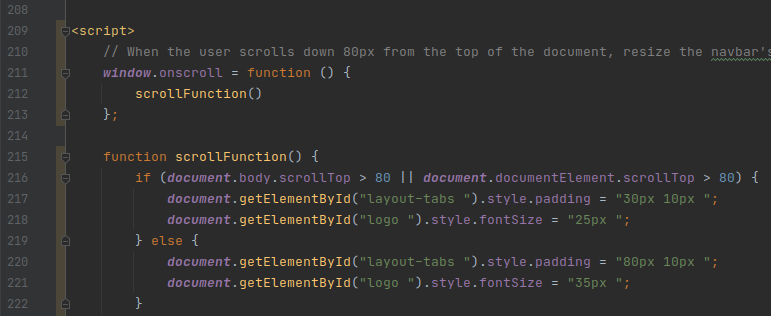 208
209 <script>
210 // When the user scrolls down 80px from the top of the document, resize the navbar's
211 window.onscroll = function () {
212 scrollFunction()
213 };
214
215 function scrollFunction() {
216 if (document.body.scrollTop > 80 || document.documentElement.scrollTop > 80) {
217 document.getElementById("layout-tabs ").style.padding = "30px 10px ";
218 document.getElementById("logo ").style.fontSize = "25px ";
219 } else {
220 document.getElementById("layout-tabs ").style.padding = "80px 10px ";
221 document.getElementById("logo ").style.fontSize = "35px ";
222 }